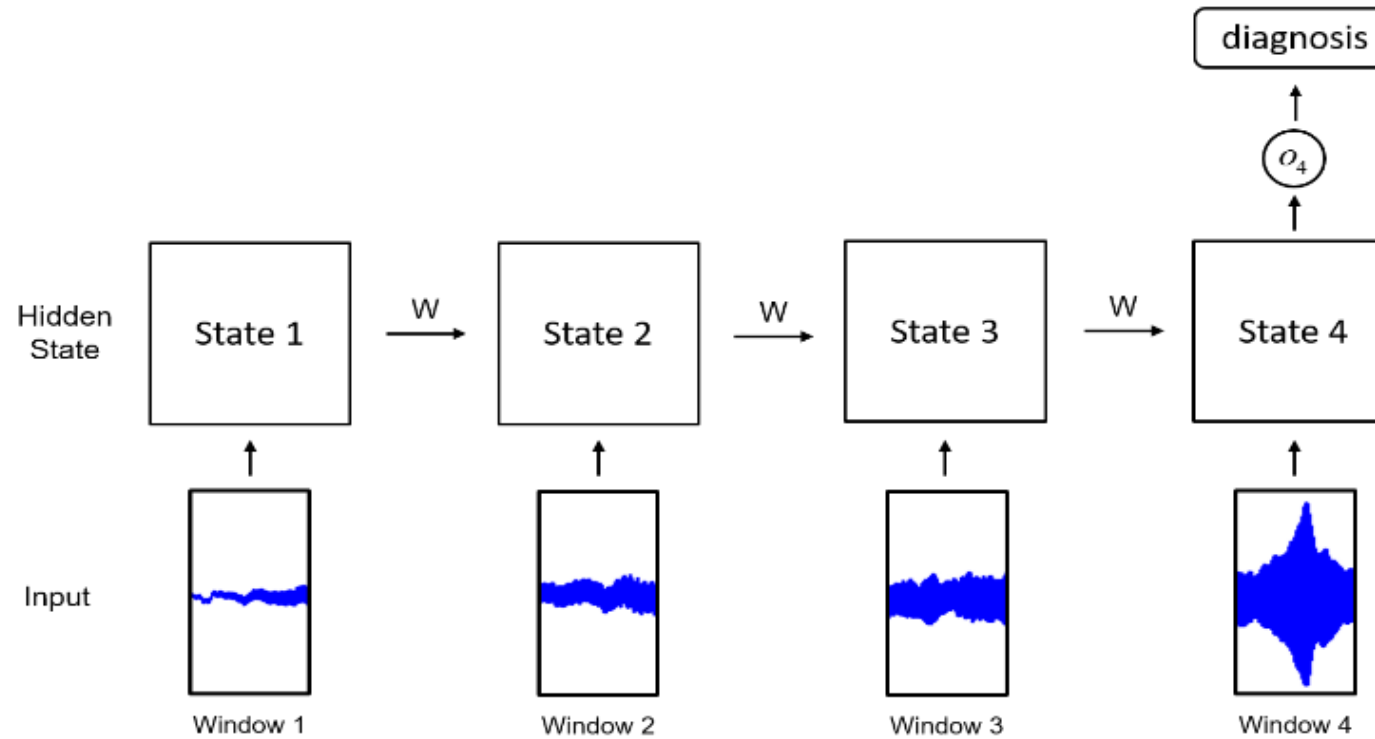 diagnosis
o₄
Hidden
State
State 1
W
State 2
W
State 3
W
State 4
Input
Window 1
Window 2
Window 3
Window 4